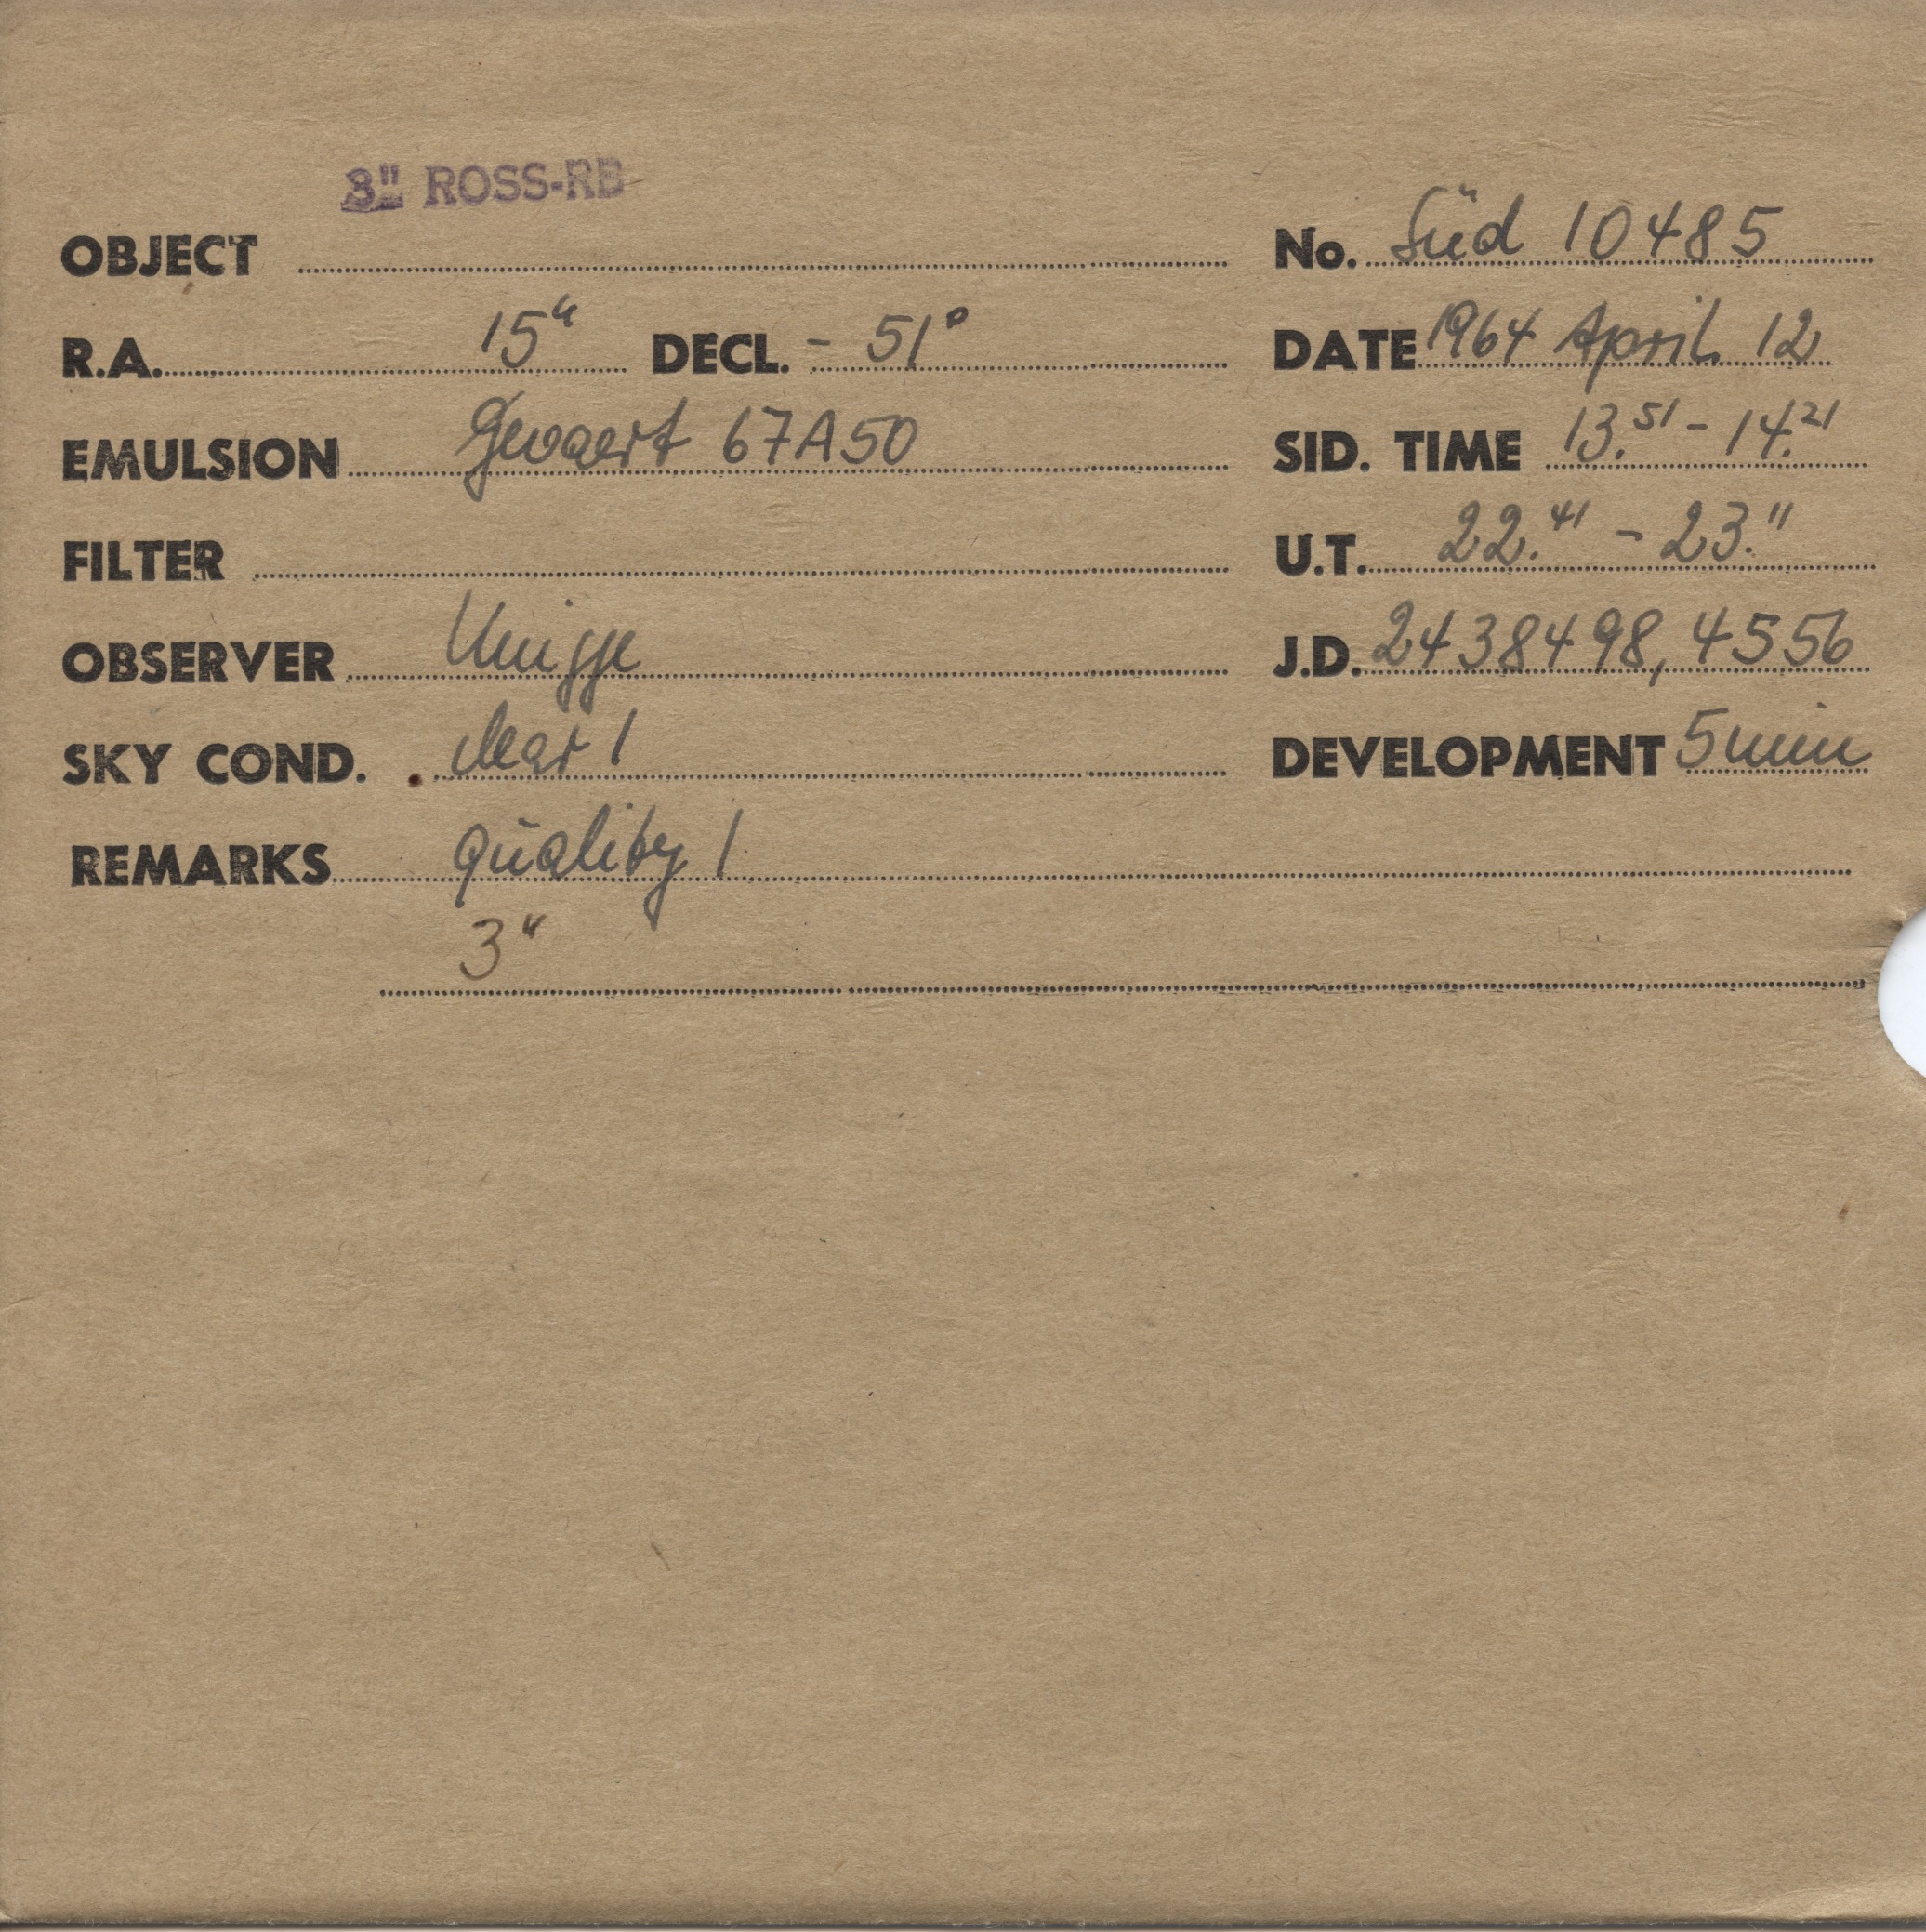 3" ROSS-RB
OBJECT No. Süd 10485
R.A. 15h DECL. - 51° DATE 1964 April 12
EMULSION Gevaert 67A50 SID. TIME 13.51 - 14.21
FILTER U.T. 22.41 - 23.11
OBSERVER J.D. 2438498,4556
SKY COND. clear 1 DEVELOPMENT 5 min
REMARKS quality 1
3"